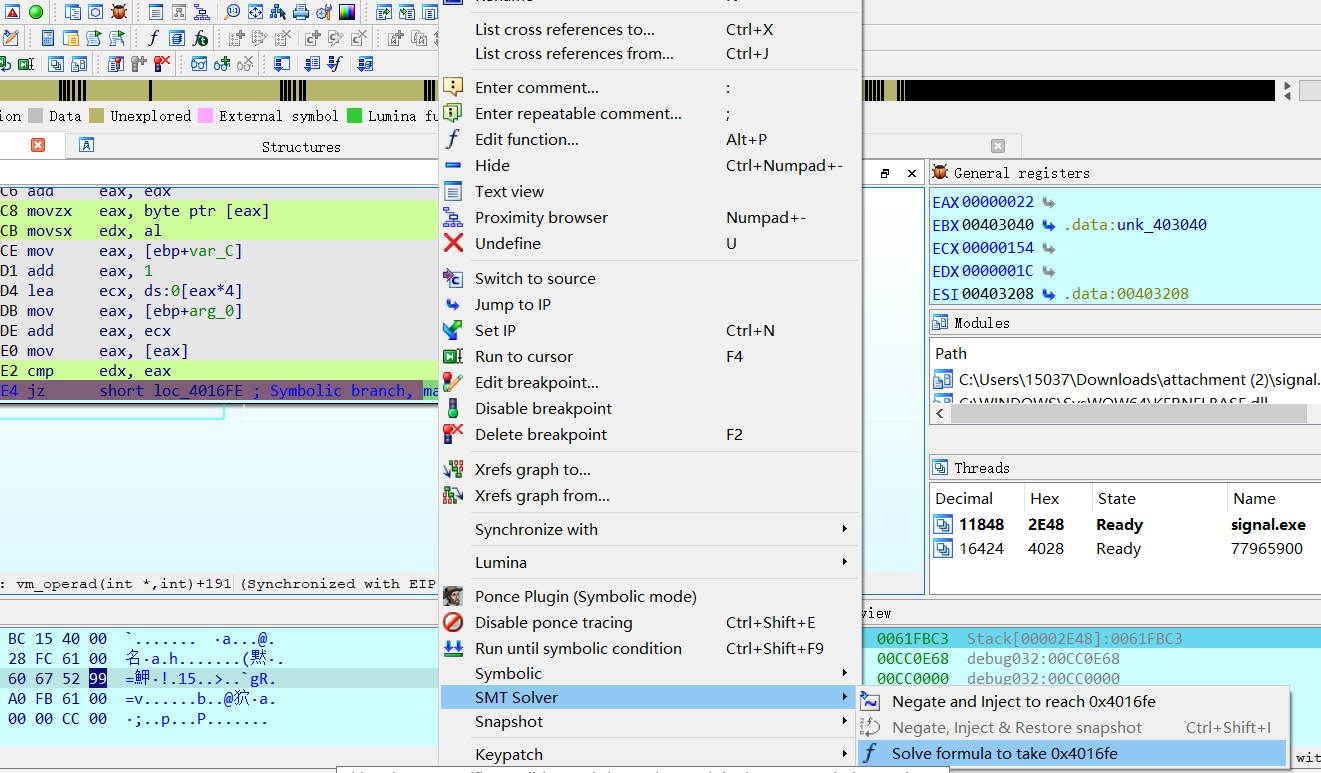 List cross references to... Ctrl+X
List cross references from... Ctrl+J
Enter comment... :
Enter repeatable comment... ;
Edit function... Alt+P
Hide Ctrl+Numpad+-
Text view
Proximity browser Numpad+-
Undefine U
Switch to source
Jump to IP
Set IP Ctrl+N
Run to cursor F4
Edit breakpoint...
Disable breakpoint
Delete breakpoint F2
Xrefs graph to...
Xrefs graph from...
Synchronize with
Lumina
Ponce Plugin (Symbolic mode)
Disable ponce tracing Ctrl+Shift+E
Run until symbolic condition Ctrl+Shift+F9
Symbolic
SMT Solver
Snapshot
Keypatch
Negate and Inject to reach 0x4016fe
Negate, Inject & Restore snapshot Ctrl+Shift+I
Solve formula to take 0x4016fe
ion Data Unexplored External symbol Lumina fu
Structures
C6 add eax, edx
C8 movzx eax, byte ptr [eax]
CB movsx edx, al
CE mov eax, [ebp+var_C]
D1 add eax, 1
D4 lea ecx, ds:0[eax*4]
DB mov eax, [ebp+arg_0]
DE add eax, ecx
E0 mov eax, [eax]
E2 cmp edx, eax
E4 jz short loc_4016FE ; Symbolic branch, ma
: vm_operad(int *,int)+191 (Synchronized with EIP
BC 15 40 00 `....... ·a...@.
28 FC 61 00
60 67 52 99
A0 FB 61 00
00 00 CC 00 ·;..p...P.......
General registers
EAX 00000022
EBX 00403040 .data:unk_403040
ECX 00000154
EDX 0000001C
ESI 00403208 .data:00403208
Modules
Path
C:\Users\15037\Downloads\attachment (2)\signal.
C:\WINDOWS\SysWOW64\KERNELBASE.dll
Threads
Decimal Hex State Name
11848 2E48 Ready signal.exe
16424 4028 Ready 77965900
view
0061FBC3 Stack[00002E48]:0061FBC3
00CC0E68 debug032:00CC0E68
00CC0000 debug032:00CC0000
wit